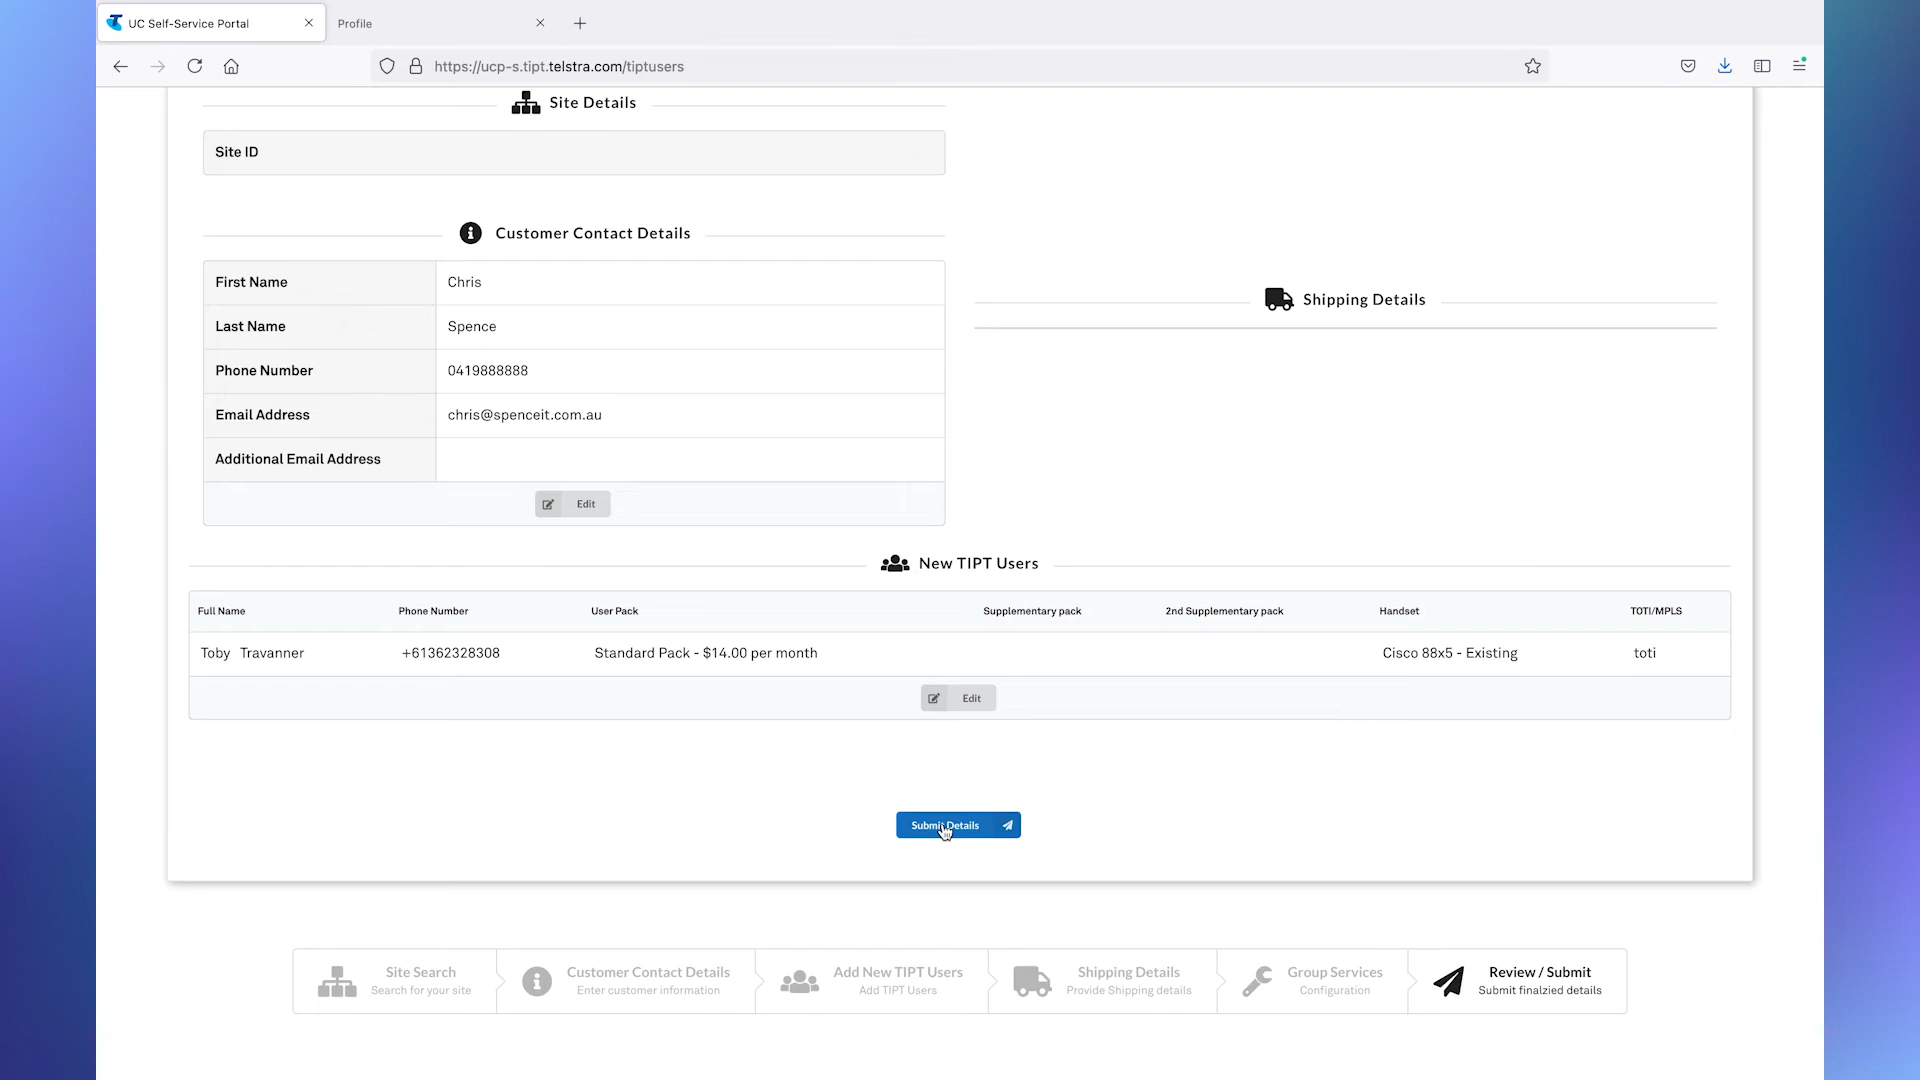 UC Self-Service Portal
Profile
https://ucp-s.tipt.telstra.com/tiptusers
Site Details
Site ID
Customer Contact Details
First Name Chris
Last Name Spence
Phone Number 0419888888
Email Address chris@spenceit.com.au
Additional Email Address
Edit
Shipping Details
New TIPT Users
Full Name Phone Number User Pack Supplementary pack 2nd Supplementary pack Handset TOTI/MPLS
Toby Travanner +61362328308 Standard Pack - $14.00 per month Cisco 88x5 - Existing toti
Edit
Submit Details
Site Search
Search for your site
Customer Contact Details
Enter customer information
Add New TIPT Users
Add TIPT Users
Shipping Details
Provide Shipping details
Group Services
Configuration
Review / Submit
Submit finalzied details